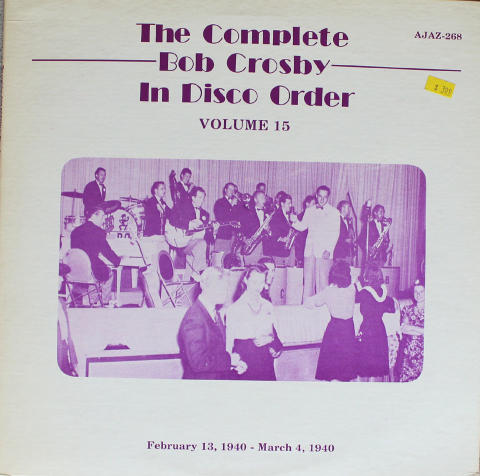 The Complete
AJAZ-268
Bob Crosby
In Disco Order
VOLUME 15
February 13, 1940 - March 4, 1940